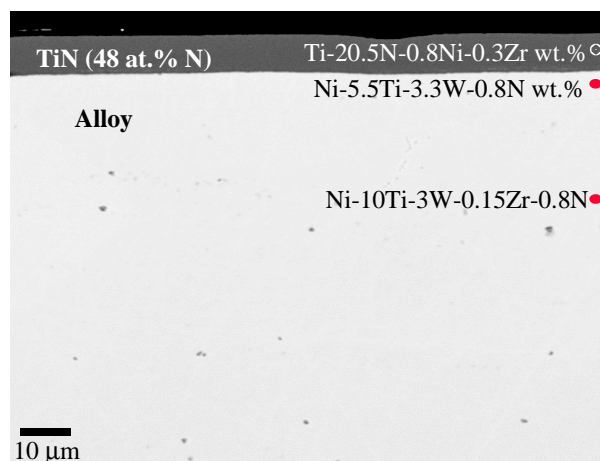 TiN (48 at.% N)
Ti-20.5N-0.8Ni-0.3Zr wt.%
Ni-5.5Ti-3.3W-0.8N wt.%
Alloy
Ni-10Ti-3W-0.15Zr-0.8N
10 μm